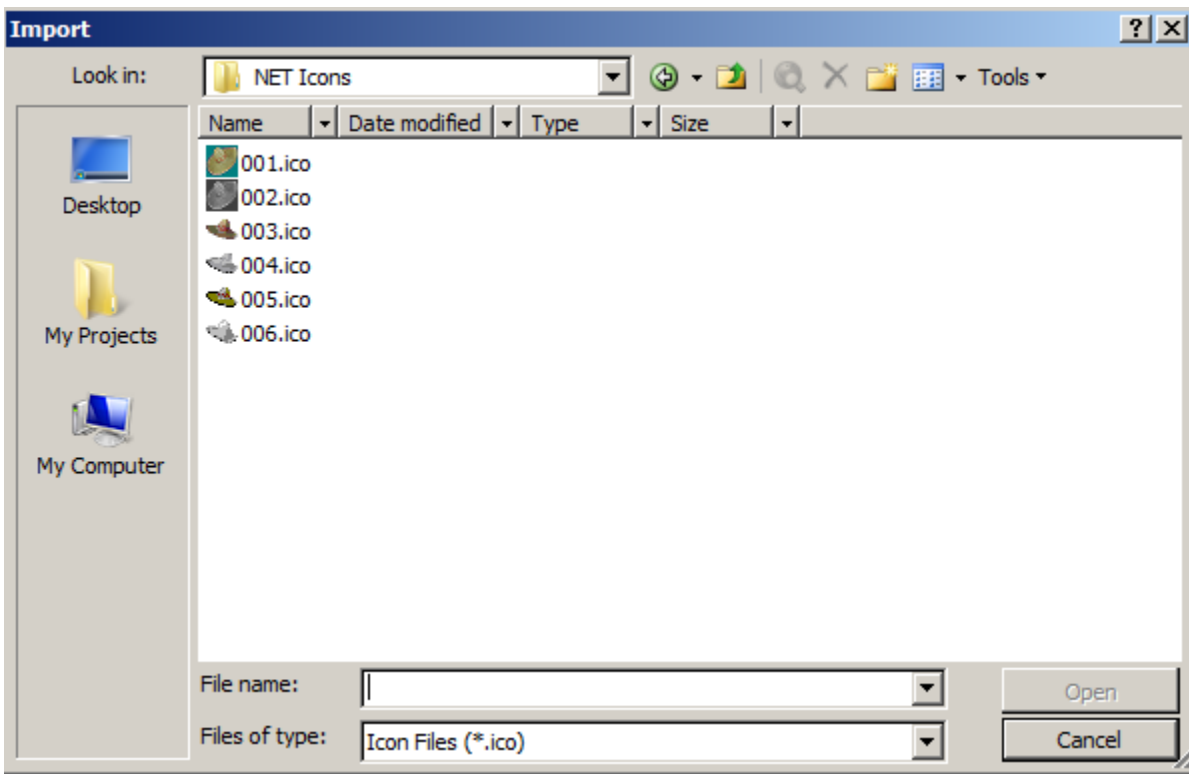 Import
Look in: NET Icons Tools
Name Date modified Type Size
001.ico
002.ico
003.ico
004.ico
005.ico
006.ico
Desktop
My Projects
My Computer
File name: Open
Files of type: Icon Files (*.ico) Cancel